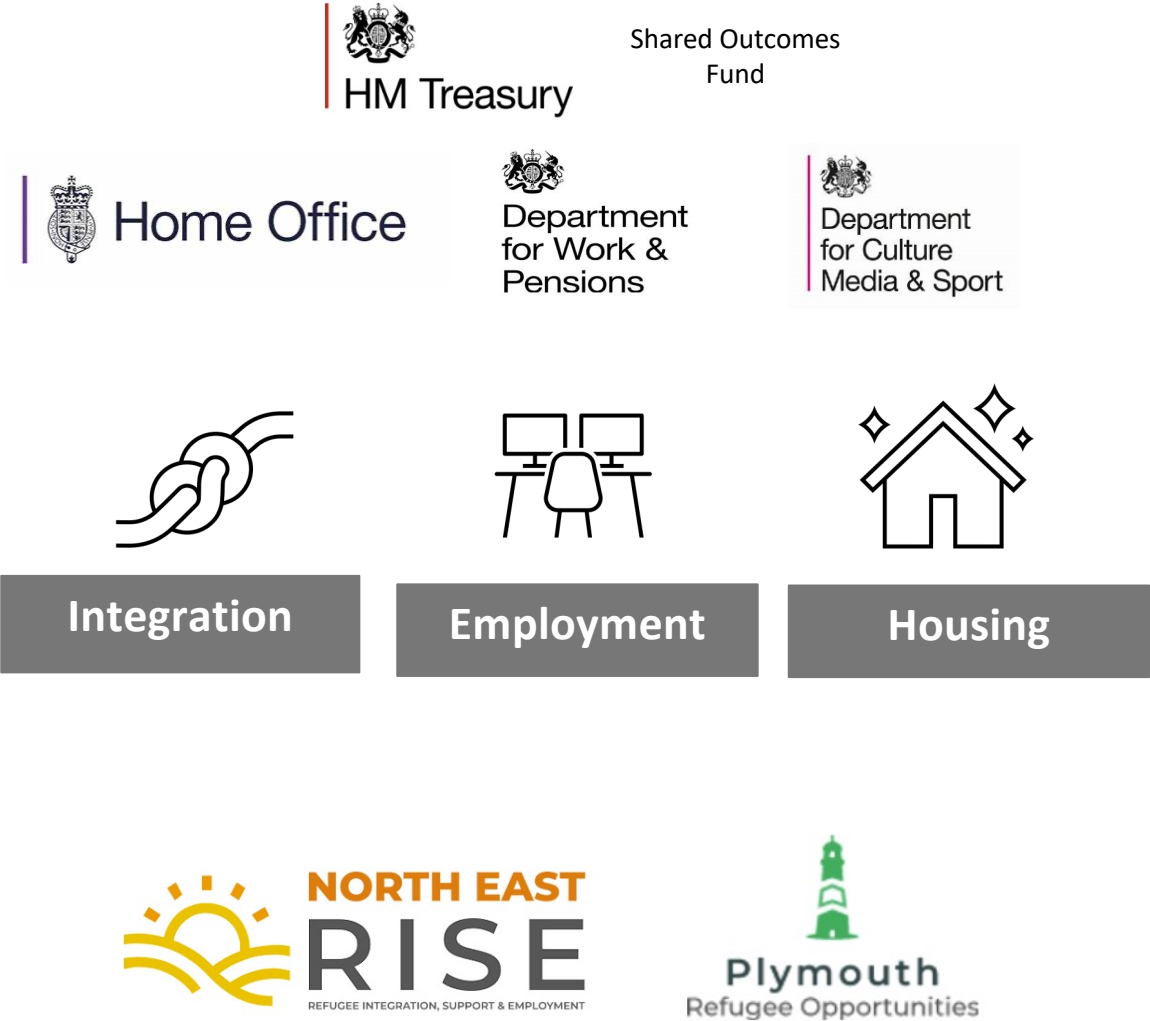 HM Treasury
Shared Outcomes
Fund
Home Office
Department
for Work &
Pensions
Department
for Culture
Media & Sport
Integration
Employment
Housing
NORTH EAST
RISE
REFUGEE INTEGRATION, SUPPORT & EMPLOYMENT
Plymouth
Refugee Opportunities